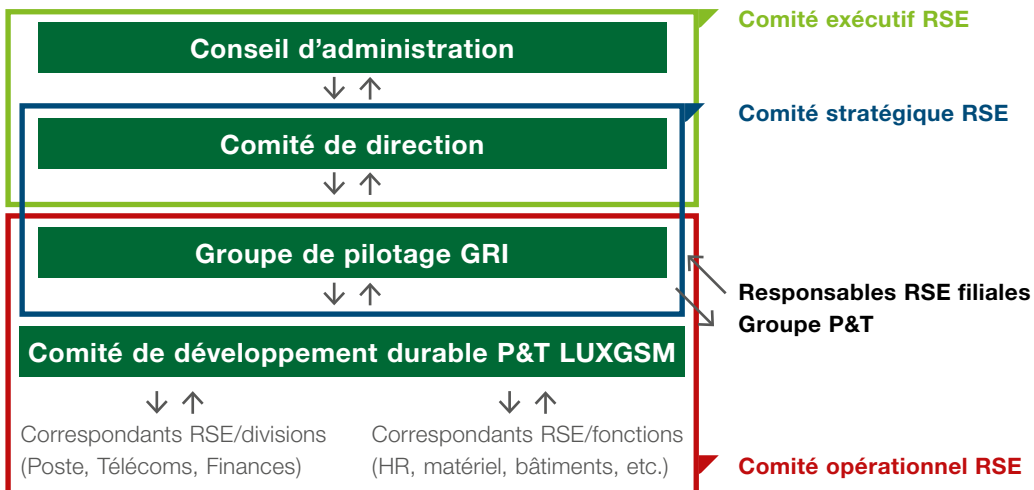 Comité exécutif RSE
Conseil d'administration
Comité stratégique RSE
Comité de direction
Groupe de pilotage GRI
Responsables RSE filiales
Groupe P&T
Comité de développement durable P&T LUXGSM
Correspondants RSE/divisions
(Poste, Télécoms, Finances)
Correspondants RSE/fonctions
(HR, matériel, bâtiments, etc.)
Comité opérationnel RSE